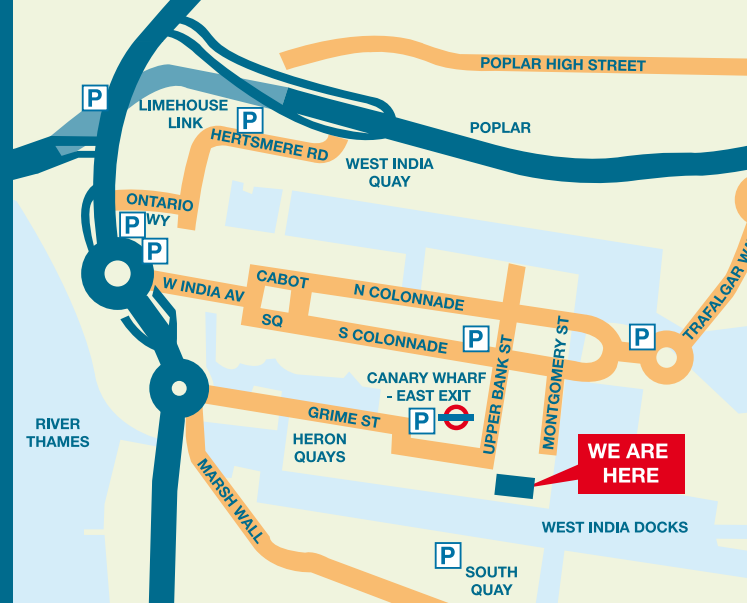 POPLAR HIGH STREET
P
LIMEHOUSE
LINK
P
HERTSMERE RD
POPLAR
WEST INDIA
QUAY
ONTARIO
WY
P
P
W INDIA AV
CABOT
SQ
N COLONNADE
S COLONNADE
P
P
TRAFALGAR W
UPPER BANK ST
MONTGOMERY ST
CANARY WHARF
- EAST EXIT
P
GRIME ST
HERON
QUAYS
RIVER
THAMES
MARSH WALL
WE ARE
HERE
WEST INDIA DOCKS
P
SOUTH
QUAY